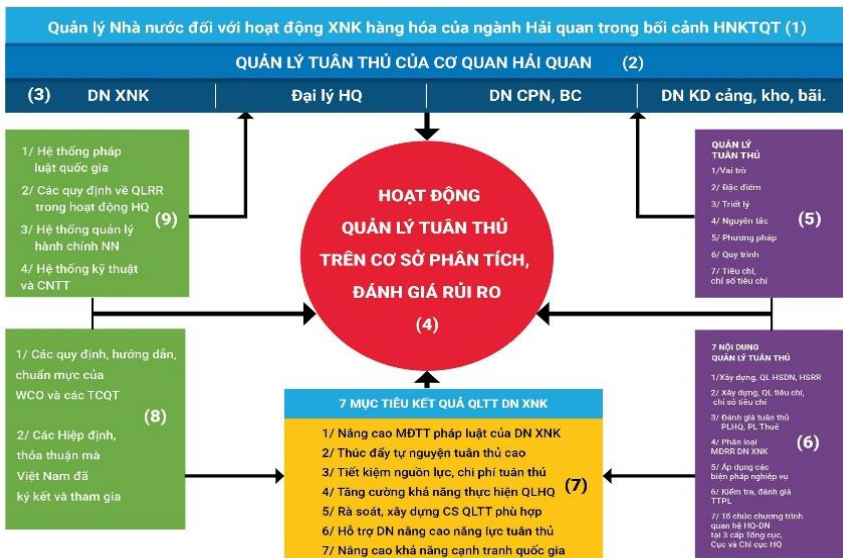 Quản lý Nhà nước đối với hoạt động XNK hàng hóa của ngành Hải quan trong bối cảnh HNKTQT (1)
QUẢN LÝ TUÂN THỦ CỦA CƠ QUAN HẢI QUAN (2)
(3) DN XNK
Đại lý HQ
DN CPN, BC
DN KD cảng, kho, bãi.
1/ Hệ thống pháp
luật quốc gia
2/ Các quy định về QLRR
trong hoạt động HQ
(9)
3/ Hệ thống quản lý
hành chính NN
4/ Hệ thống kỹ thuật
và CNTT
HOẠT ĐỘNG
QUẢN LÝ TUÂN THỦ
TRÊN CƠ SỞ PHÂN TÍCH,
ĐÁNH GIÁ RỦI RO
(4)
QUẢN LÝ
TUÂN THỦ
1/Vai trò
2/ Đặc điểm
3/ Triết lý
4/ Nguyên tắc
5/ Phương pháp
6/ Quy trình
7/ Tiêu chí,
chỉ số tiêu chí
(5)
1/ Các quy định, hướng dẫn,
chuẩn mực của
WCO và các TCQT
(8)
2/ Các Hiệp định,
thỏa thuận mà
Việt Nam đã
ký kết và tham gia
7 MỤC TIÊU KẾT QUẢ QLTT DN XNK
1/ Nâng cao MĐTT pháp luật của DN XNK
2/ Thúc đẩy tự nguyện tuân thủ cao
3/ Tiết kiệm nguồn lực, chi phí tuân thủ
4/ Tăng cường khả năng thực hiện QLHQ
5/ Rà soát, xây dựng CS QLTT phù hợp
6/ Hỗ trợ DN nâng cao năng lực tuân thủ
7/ Nâng cao khả năng cạnh tranh quốc gia
(7)
7 NỘI DUNG
QUẢN LÝ TUÂN THỦ
1/Xây dựng, QL HSDN, HSRR
2/ Xây dựng, QL tiêu chí,
chỉ số tiêu chí
3/ Đánh giá tuân thủ
PLHQ, PL Thuế
4/ Phân loại
MĐRR DN XNK
5/ Áp dụng các
biện pháp nghiệp vụ
6/ Kiểm tra, đánh giá
TTPL
7/ Tổ chức chương trình
quan hệ HQ-DN
tại 3 cấp Tổng cục,
Cục và Chi cục HQ
(6)